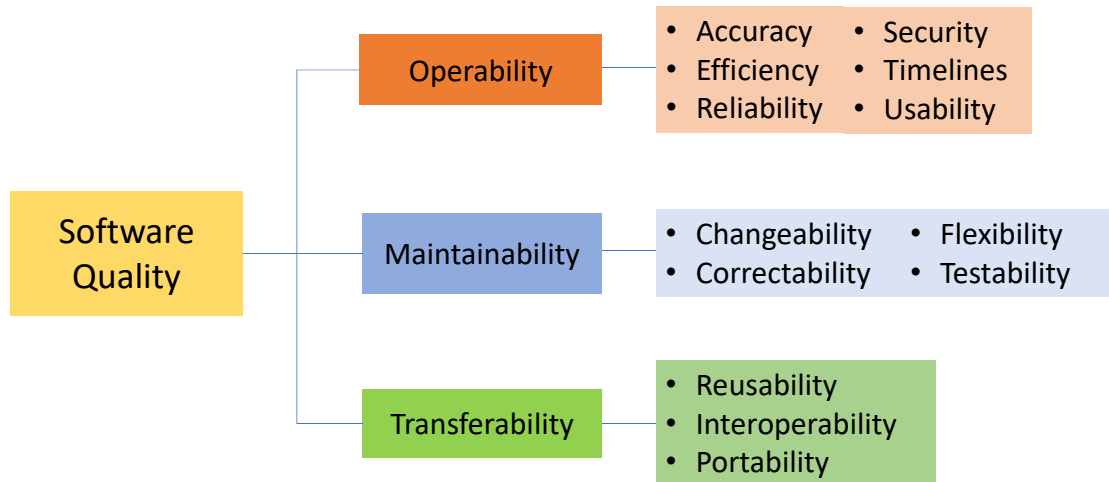 Software
Quality
Operability
• Accuracy
• Efficiency
• Reliability
• Security
• Timelines
• Usability
Maintainability
• Changeability
• Correctability
• Flexibility
• Testability
Transferability
• Reusability
• Interoperability
• Portability